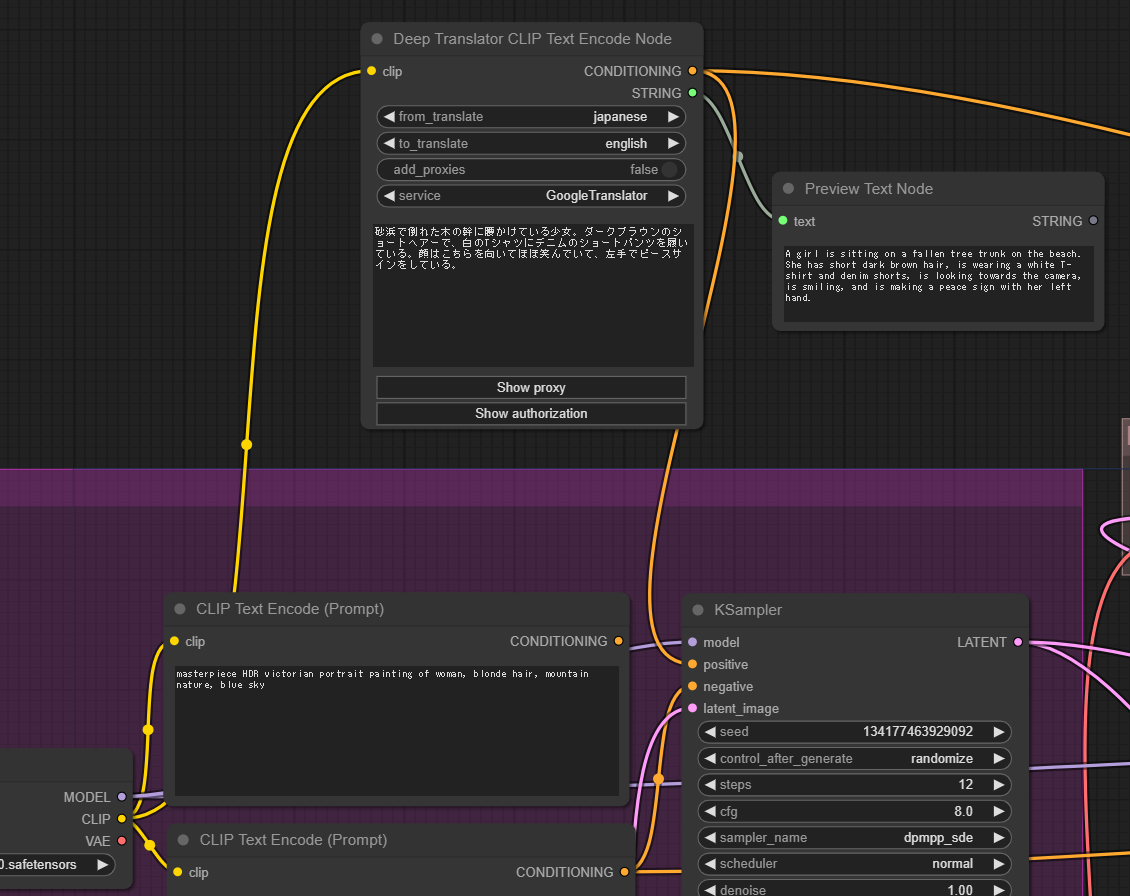 Deep Translator CLIP Text Encode Node
clip
CONDITIONING
STRING
from_translate japanese
to_translate english
add_proxies false
service GoogleTranslator
砂浜で倒れた木の幹に腰かけている少女。ダークブラウンのシ
ョートヘアーで、白のTシャツにデニムのショートパンツを履い
ている。顔はこちらを向いてほほ笑んでいて、左手でピースサ
インをしている。
Show proxy
Show authorization
Preview Text Node
text
STRING
A girl is sitting on a fallen tree trunk on the beach.
She has short dark brown hair, is wearing a white T-
shirt and denim shorts, is looking towards the camera,
is smiling, and is making a peace sign with her left
hand.
CLIP Text Encode (Prompt)
clip
CONDITIONING
masterpiece HDR victorian portrait painting of woman, blonde hair, mountain
nature, blue sky
KSampler
model
LATENT
positive
negative
latent_image
seed 134177463929092
control_after_generate randomize
steps 12
cfg 8.0
sampler_name dpmpp_sde
scheduler normal
denoise 1.00
MODEL
CLIP
VAE
0.safetensors
CLIP Text Encode (Prompt)
clip
CONDITIONING